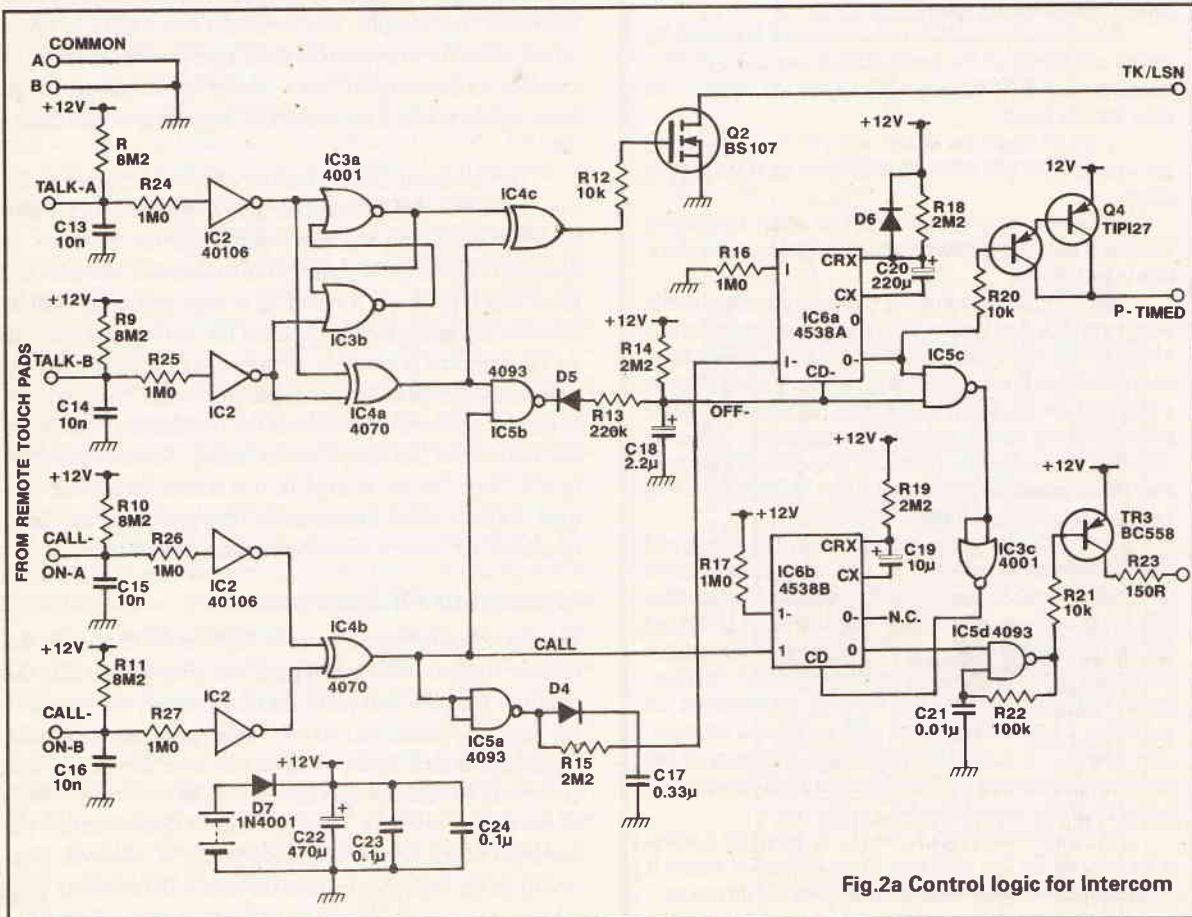 COMMON
A
B
+12V
R
8M2
TALK-A
C13
10n
R24
1M0
IC2
40106
IC3a
4001
IC3b
IC4c
R12
10k
Q2
BS107
TK/LSN
+12V
R9
8M2
TALK-B
C14
10n
R25
1M0
IC2
IC4a
4070
4093
IC5b
D5
R13
220k
+12V
R14
2M2
C18
2.2µ
OFF-
R16
1M0
I
I-
IC6a
4538A
CRX
CX
0
0-
CD-
+12V
D6
R18
2M2
C20
220µ
12V
Q4
TIPI27
R20
10k
P-TIMED
IC5c
FROM REMOTE TOUCH PADS
+12V
R10
8M2
CALL-
ON-A
C15
10n
R26
1M0
IC2
40106
IC4b
4070
CALL
+12V
R11
8M2
CALL-
ON-B
C16
10n
R27
1M0
IC2
IC5a
4093
D4
R15
2M2
C17
0.33µ
+12V
R17
1M0
1-
1
IC6b
4538B
CRX
CX
0-
0
CD
N.C.
+12V
R19
2M2
C19
10µ
IC3c
4001
IC5d 4093
C21
0.01µ
R22
100k
R21
10k
+12V
TR3
BC558
R23
150R
D7
1N4001
+12V
C22
470µ
C23
0.1µ
C24
0.1µ
Fig.2a Control logic for Intercom